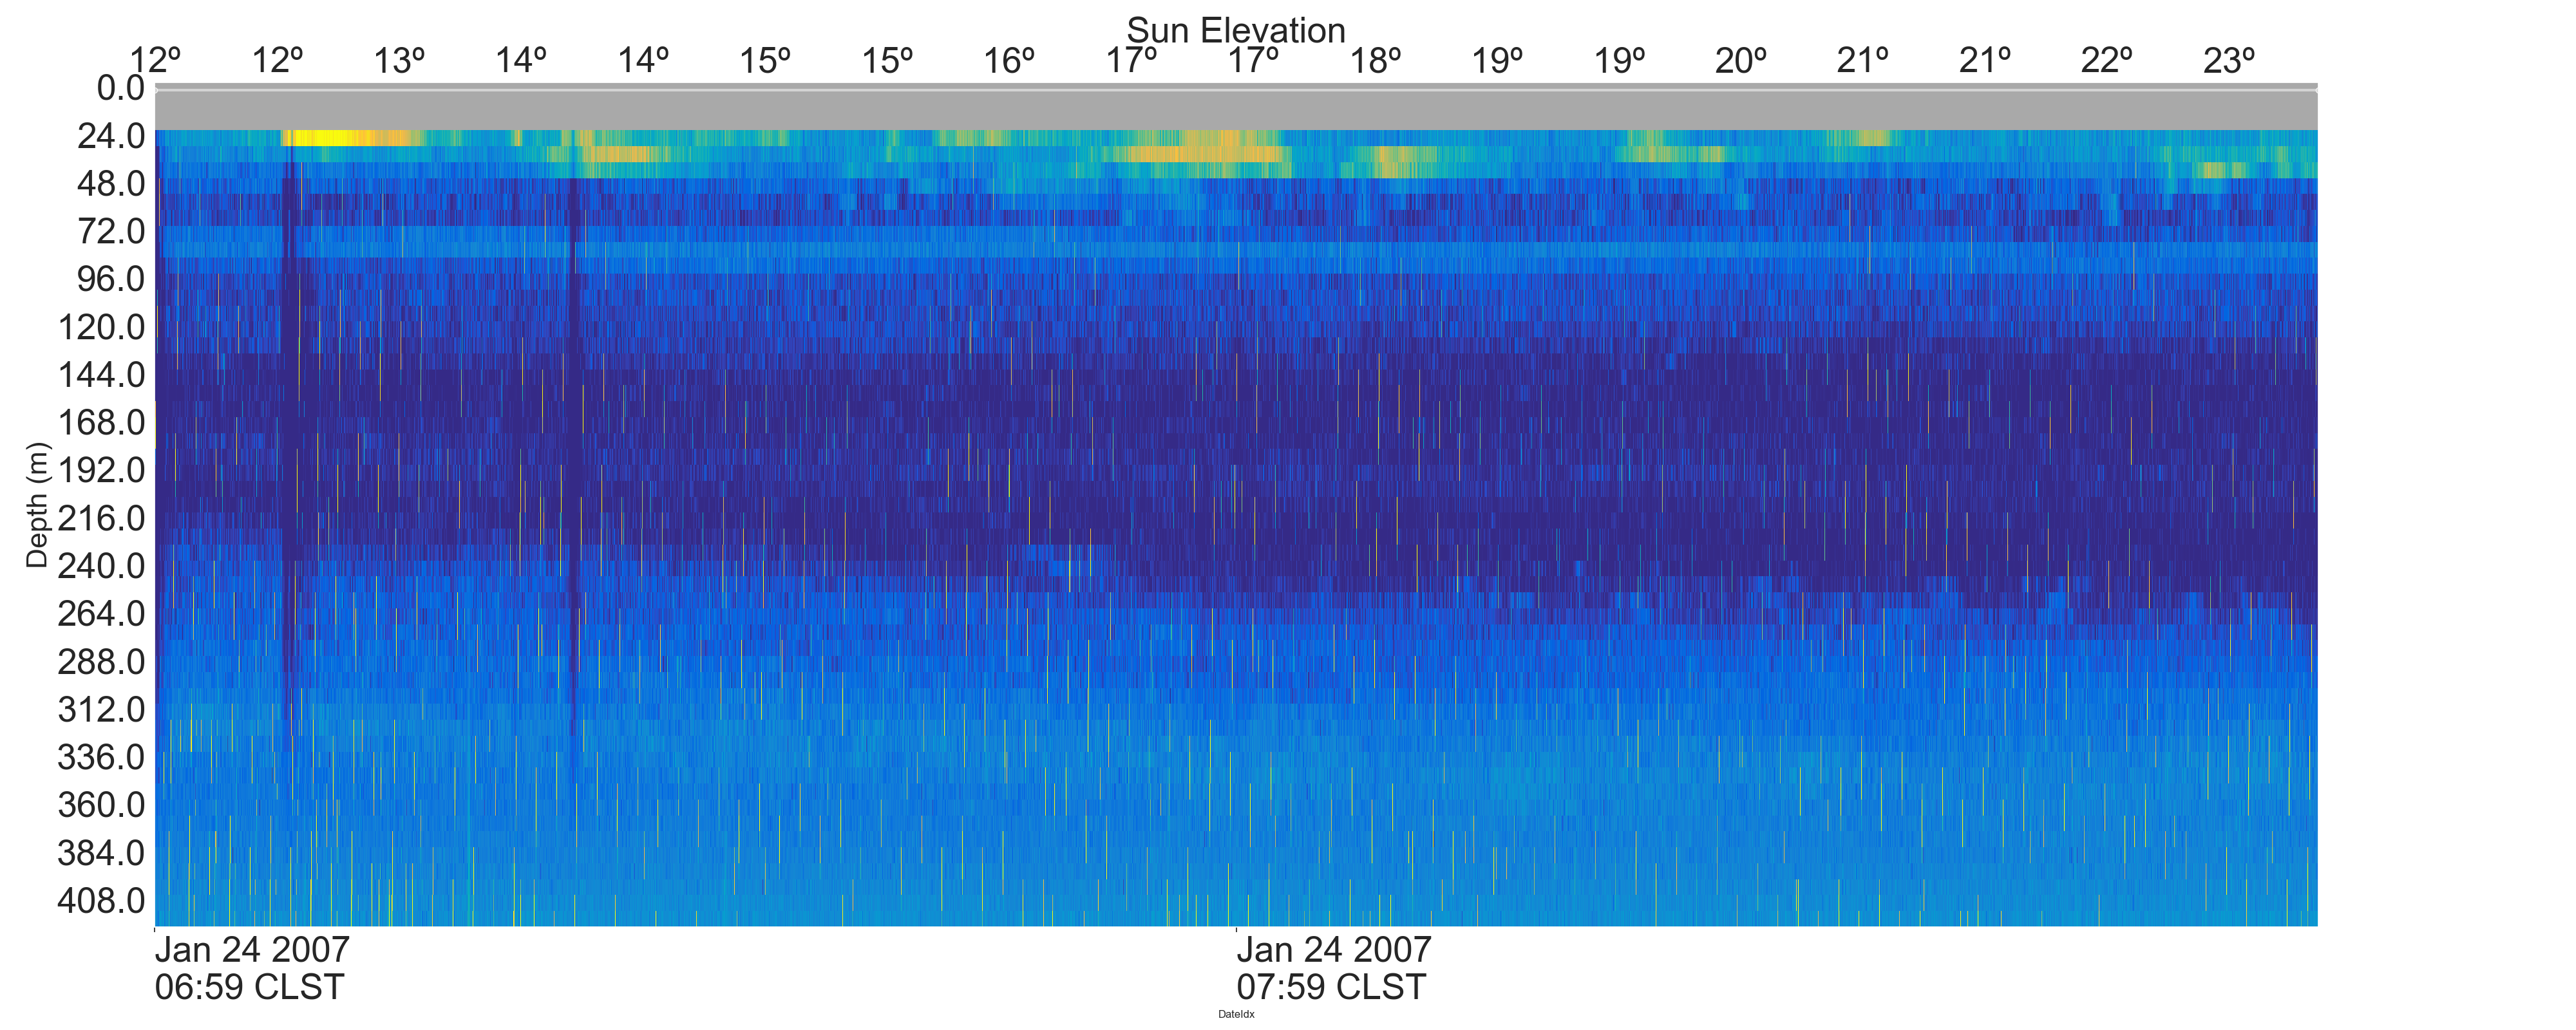 Sun Elevation
12º 12º 13º 14º 14º 15º 15º 16º 17º 17º 18º 19º 19º 20º 21º 21º 22º 23º
0.0
24.0
48.0
72.0
96.0
120.0
144.0
168.0
192.0
216.0
240.0
264.0
288.0
312.0
336.0
360.0
384.0
408.0
Depth (m)
Jan 24 2007
06:59 CLST
Jan 24 2007
07:59 CLST
DateIdx